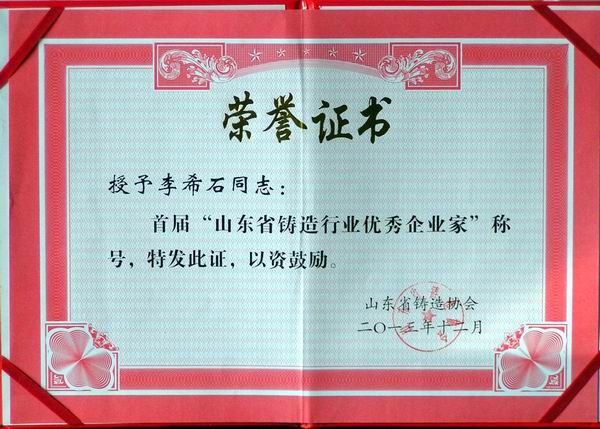 荣誉证书
授予李希石同志：
首届“山东省铸造行业优秀企业家”称
号，特发此证，以资鼓励。
山东省铸造协会
二〇一三年十二月